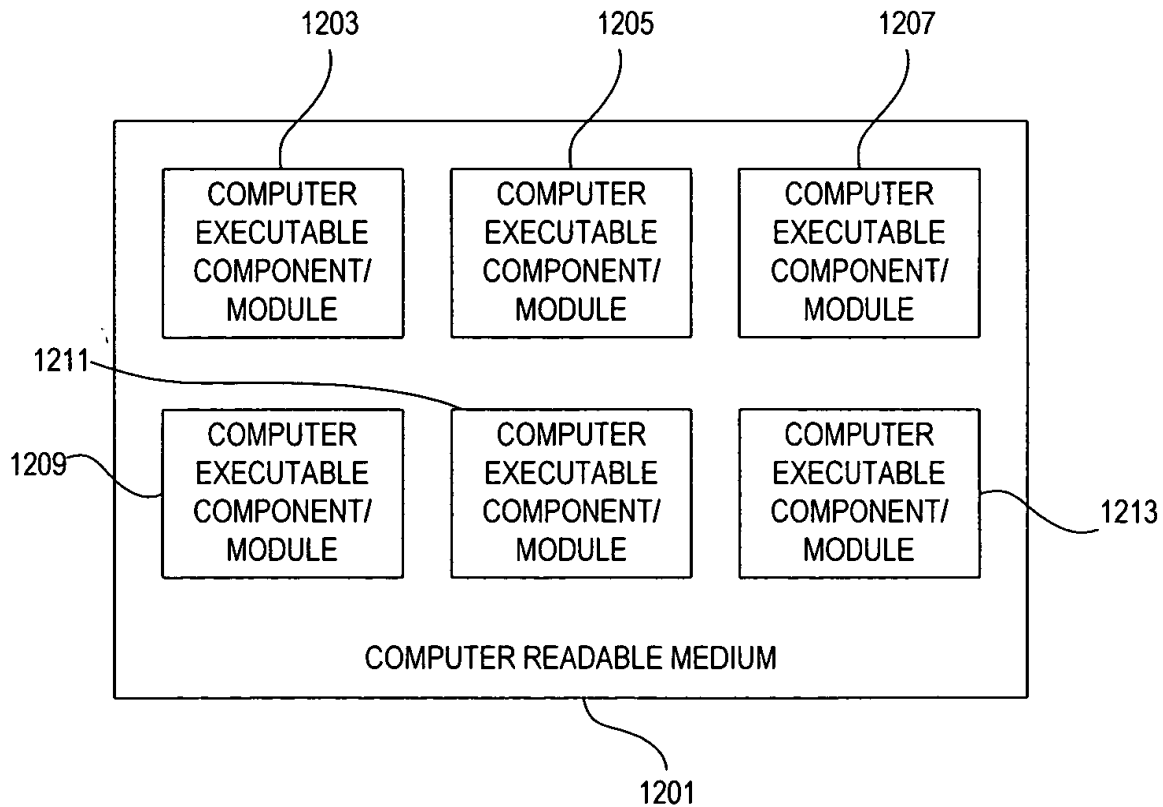 1203
1205
1207
COMPUTER
EXECUTABLE
COMPONENT/
MODULE
COMPUTER
EXECUTABLE
COMPONENT/
MODULE
COMPUTER
EXECUTABLE
COMPONENT/
MODULE
1211
1209
COMPUTER
EXECUTABLE
COMPONENT/
MODULE
COMPUTER
EXECUTABLE
COMPONENT/
MODULE
COMPUTER
EXECUTABLE
COMPONENT/
MODULE
1213
COMPUTER READABLE MEDIUM
1201